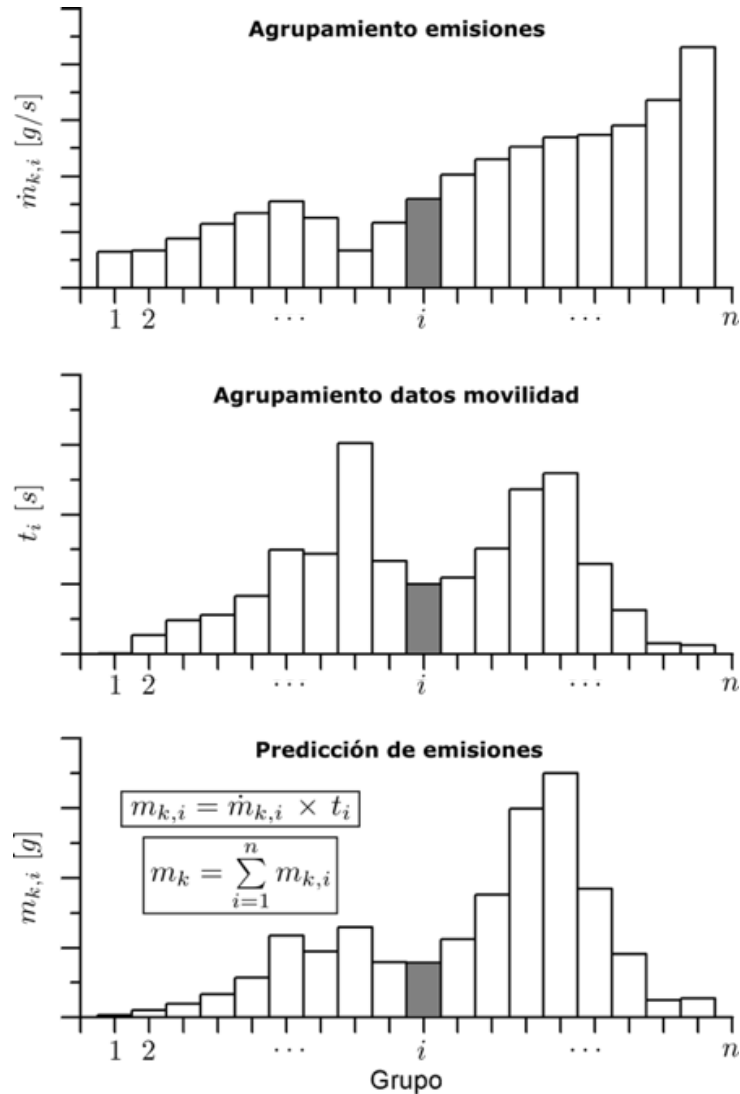 Agrupamiento emisiones
ṁ_{k,i} [g/s]
1 2 ··· i ··· n
Agrupamiento datos movilidad
t_i [s]
1 2 ··· i ··· n
Predicción de emisiones
m_{k,i} = ṁ_{k,i} × t_i
m_k = ∑_{i=1}^{n} m_{k,i}
m_{k,i} [g]
1 2 ··· i ··· n
Grupo